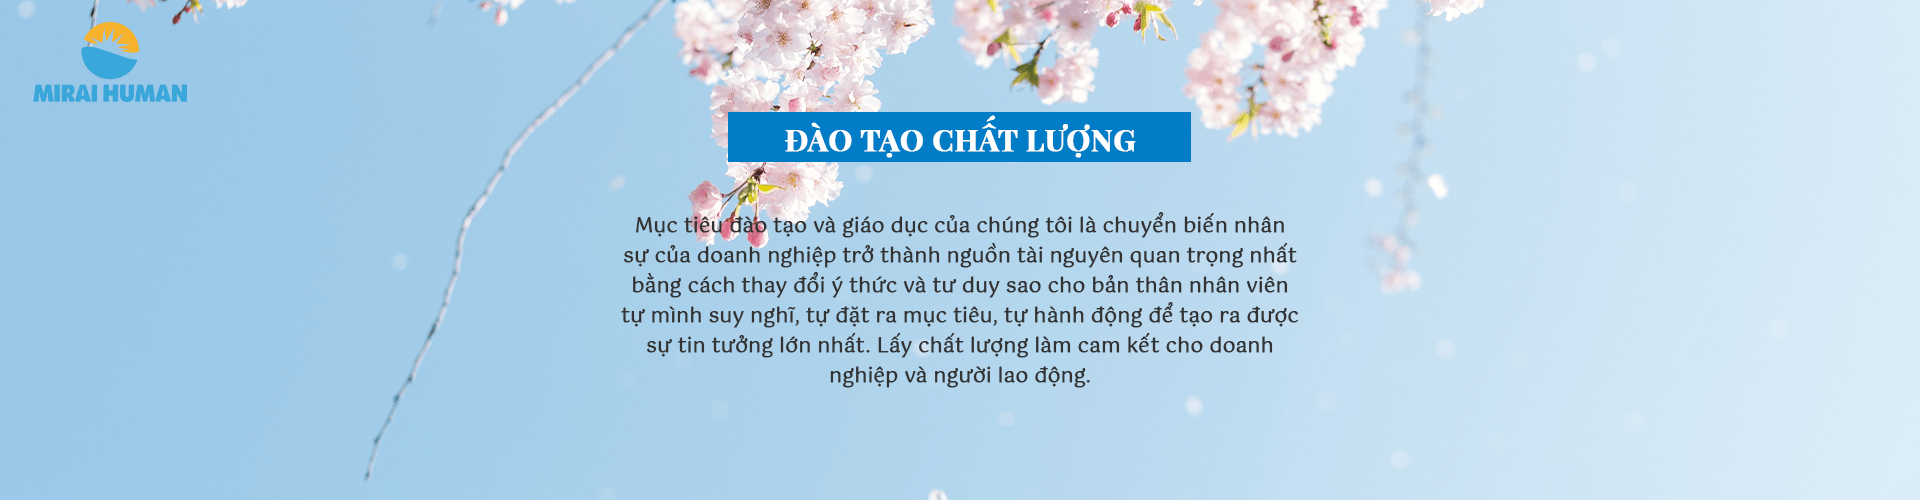 MIRAI HUMAN
ĐÀO TẠO CHẤT LƯỢNG
Mục tiêu đào tạo và giáo dục của chúng tôi là chuyển biến nhân
sự của doanh nghiệp trở thành nguồn tài nguyên quan trọng nhất
bằng cách thay đổi ý thức và tư duy sao cho bản thân nhân viên
tự mình suy nghĩ, tự đặt ra mục tiêu, tự hành động để tạo ra được
sự tin tưởng lớn nhất. Lấy chất lượng làm cam kết cho doanh
nghiệp và người lao động.